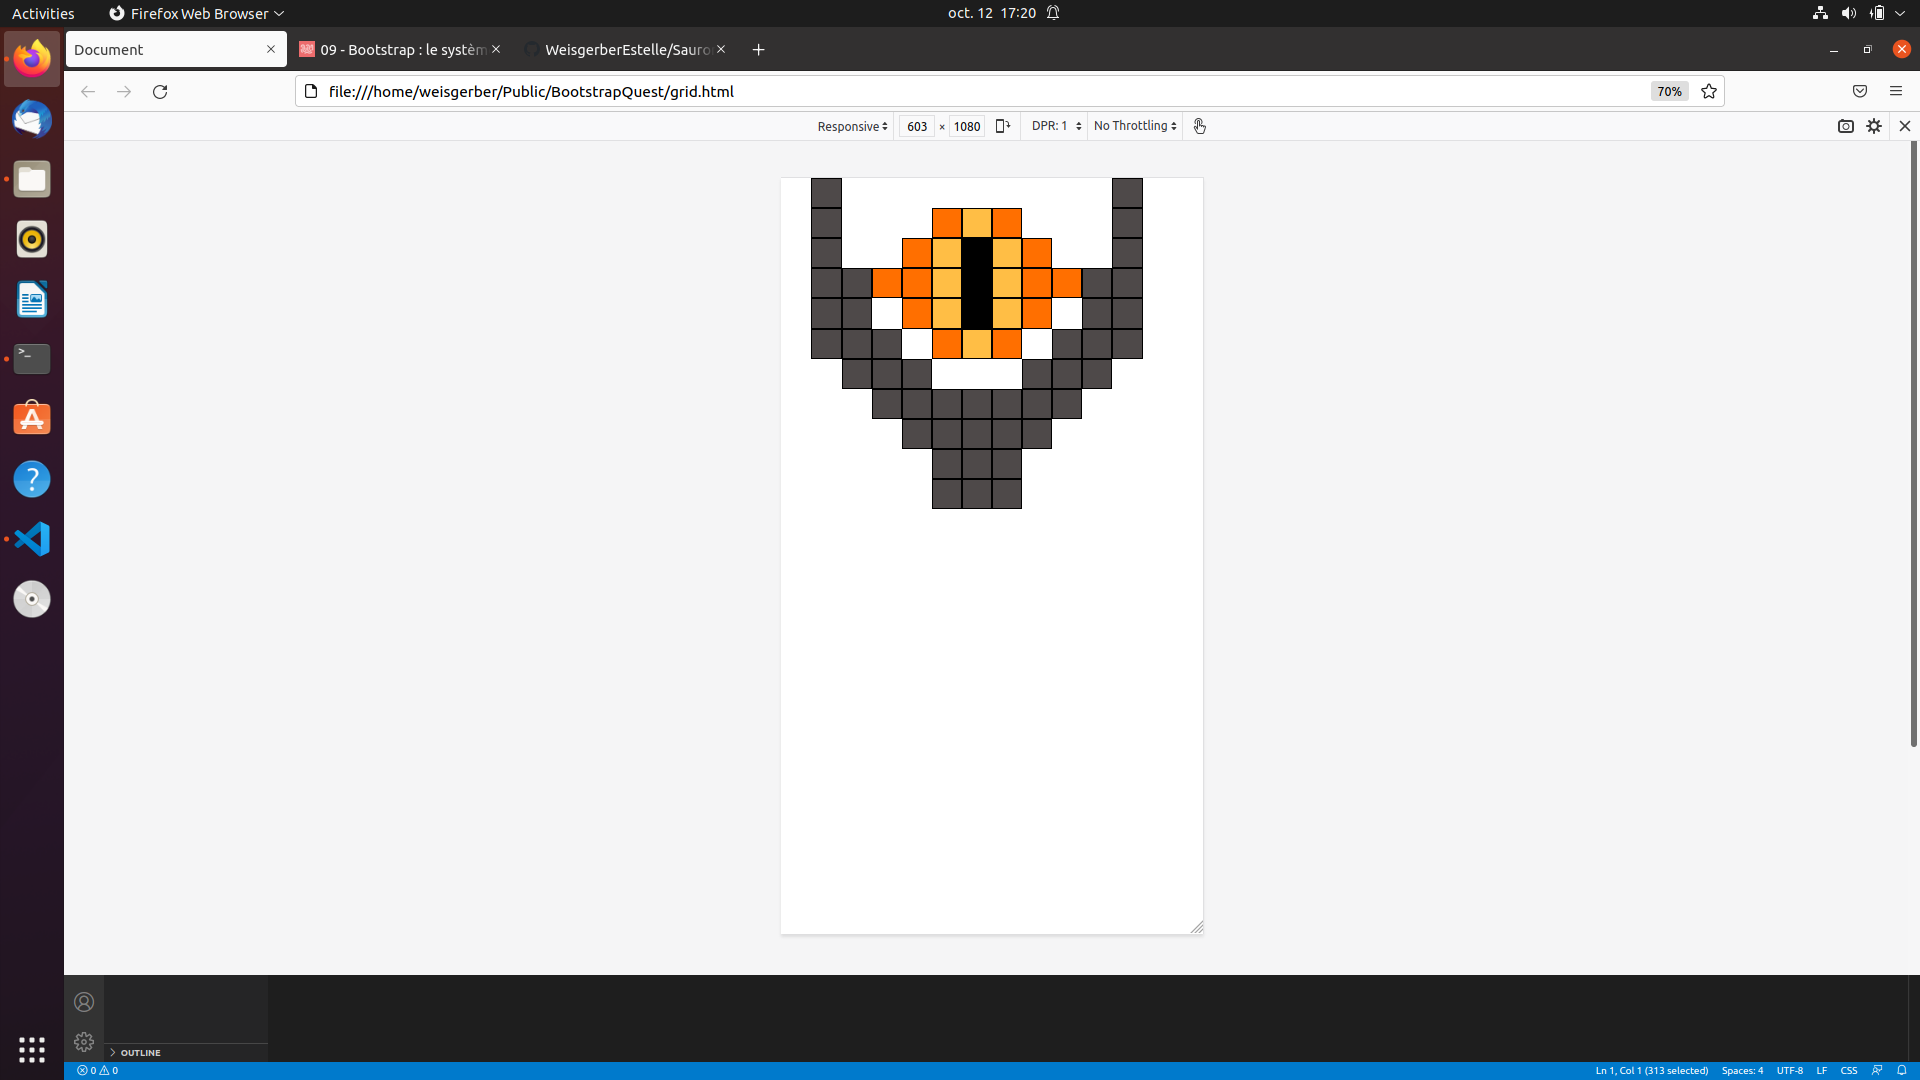 Activities
Firefox Web Browser
oct. 12 17:20
Document
09 - Bootstrap : le systèm
WeisgerberEstelle/Sauro
file:///home/weisgerber/Public/BootstrapQuest/grid.html
70%
Responsive
603 × 1080
DPR: 1
No Throttling
OUTLINE
0 0
Ln 1, Col 1 (313 selected)
Spaces: 4
UTF-8
LF
CSS